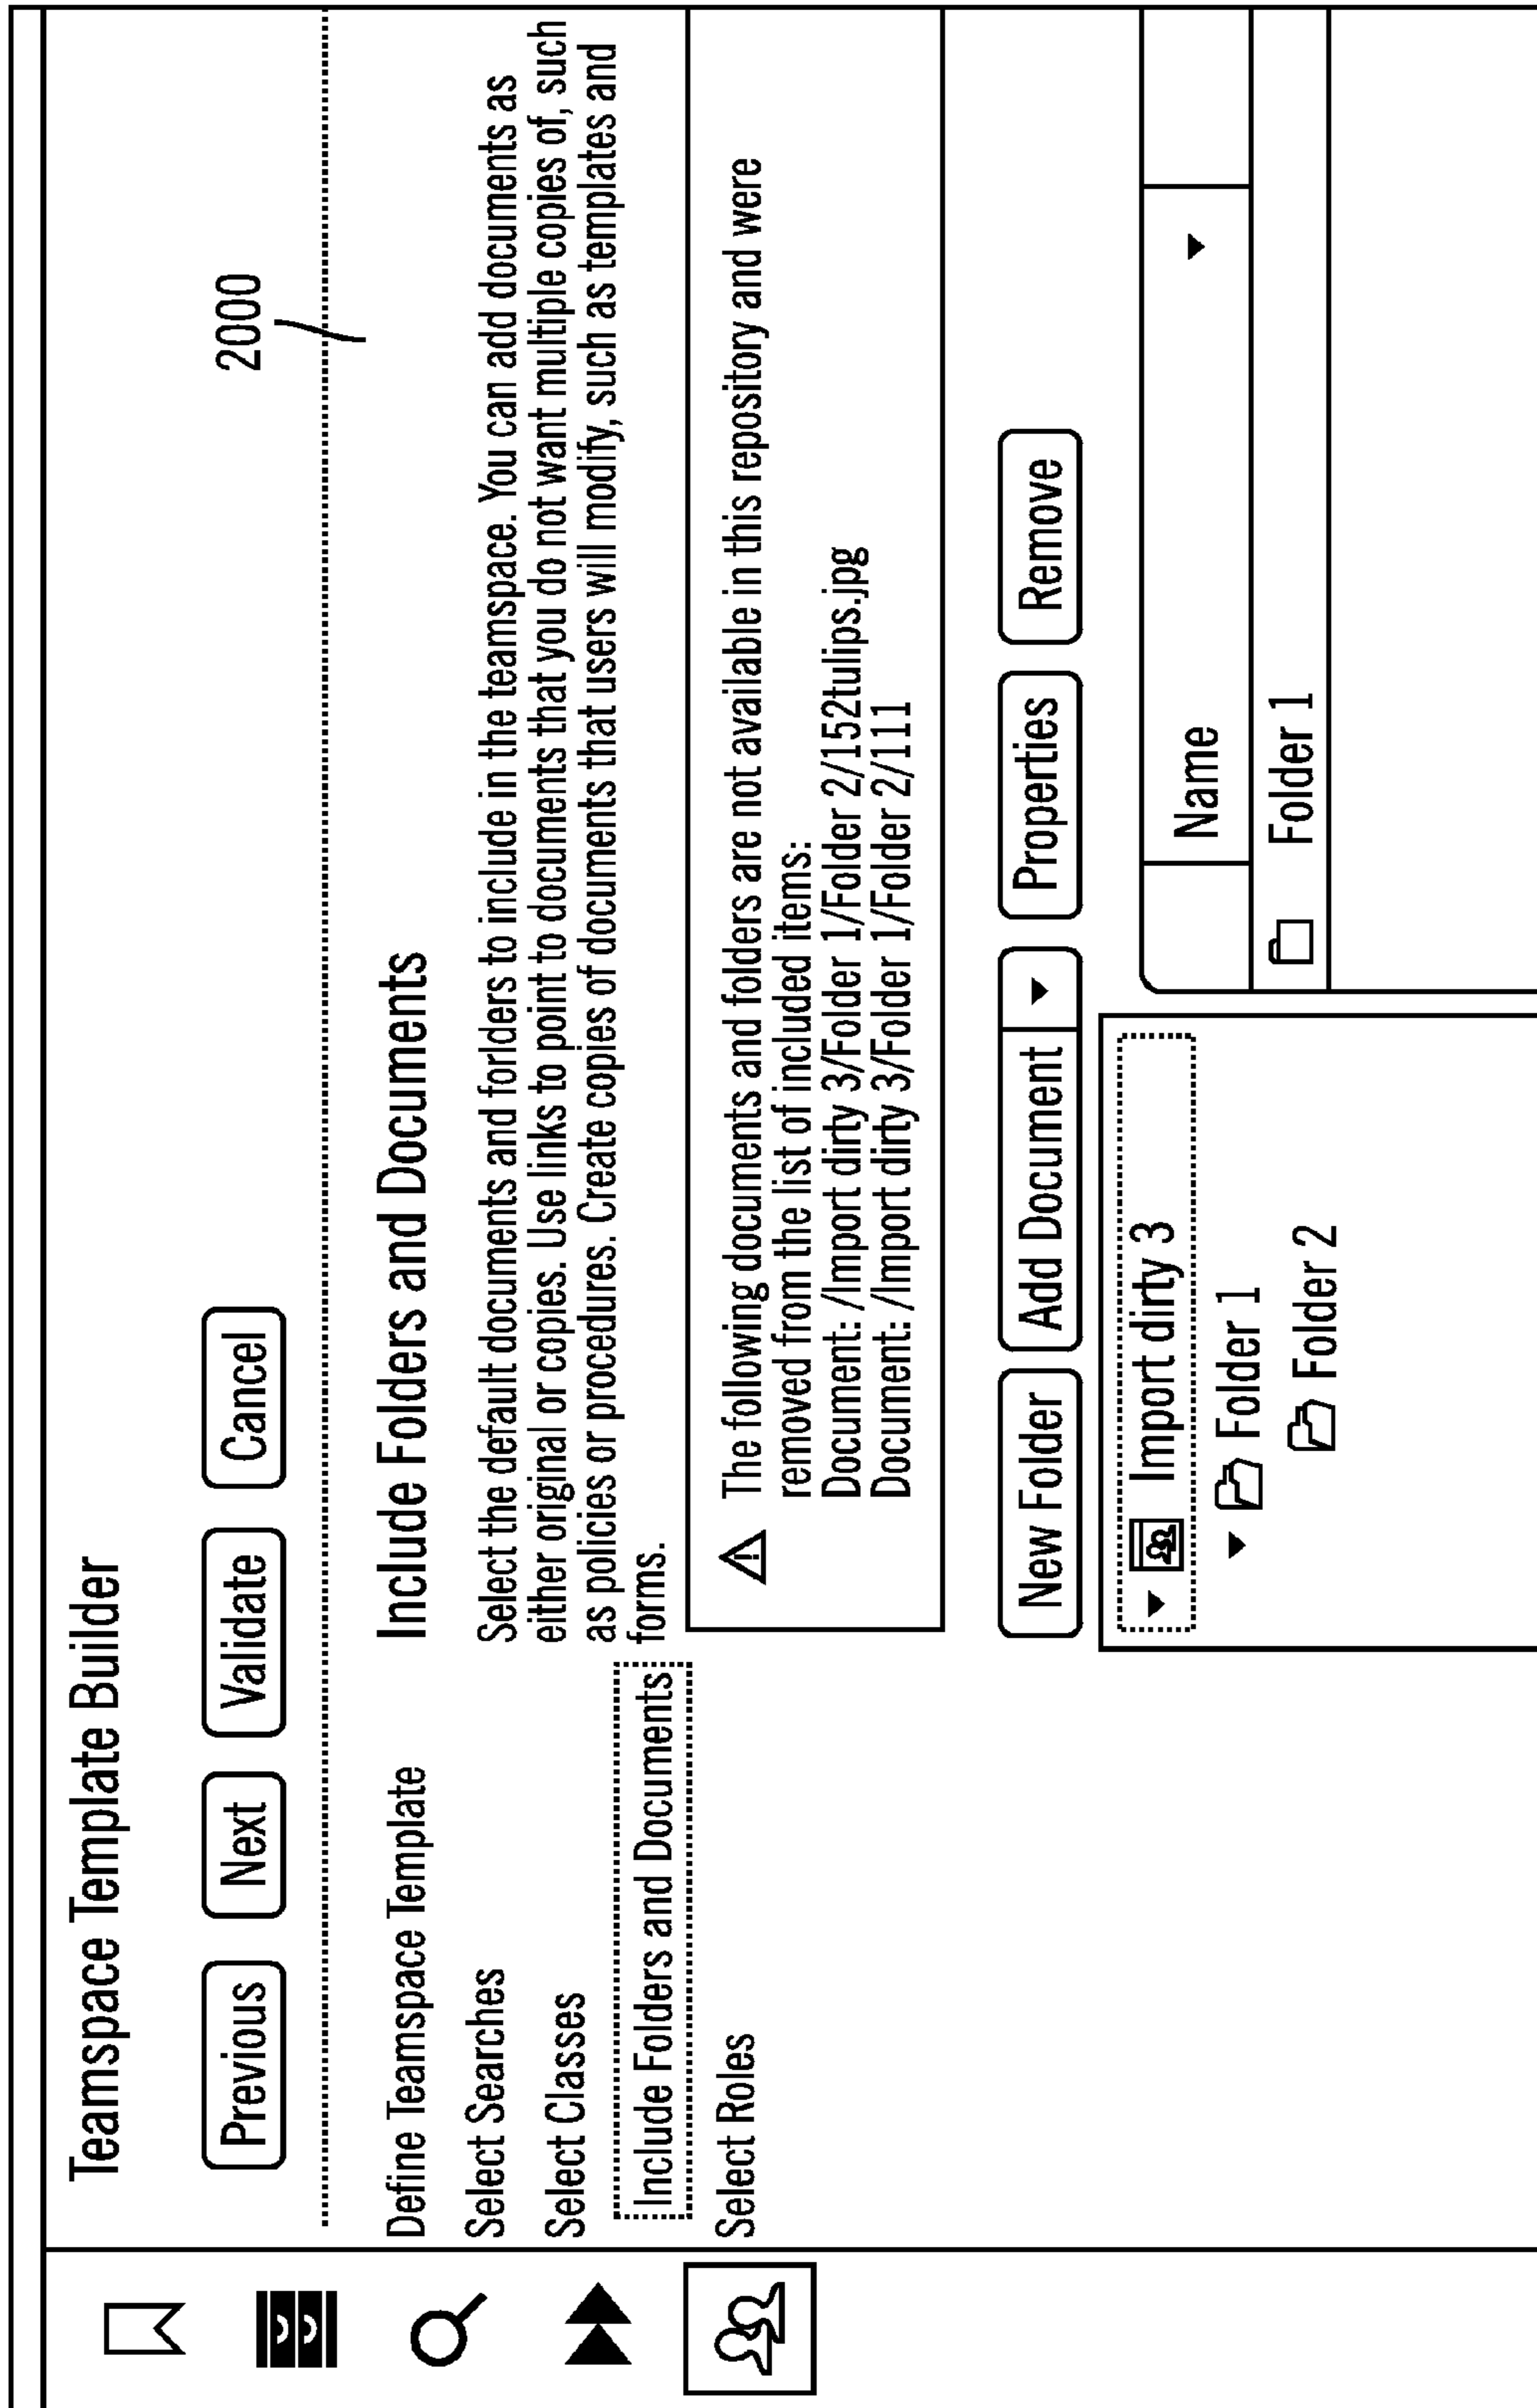 Teamspace Template Builder
Previous
Next
Validate
Cancel
2000
Define Teamspace Template
Select Searches
Select Classes
Include Folders and Documents
Select Roles
Include Folders and Documents
Select the default documents and forlders to include in the teamspace. You can add documents as
either original or copies. Use links to point to documents that you do not want multiple copies of, such
as policies or procedures. Create copies of documents that users will modify, such as templates and
forms.
The following documents and folders are not available in this repository and were
removed from the list of included items:
Document: /Import dirty 3/Folder 1/Folder 2/152tulips.jpg
Document: /Import dirty 3/Folder 1/Folder 2/111
New Folder
Add Document
Properties
Remove
Import dirty 3
Folder 1
Folder 2
Name
Folder 1